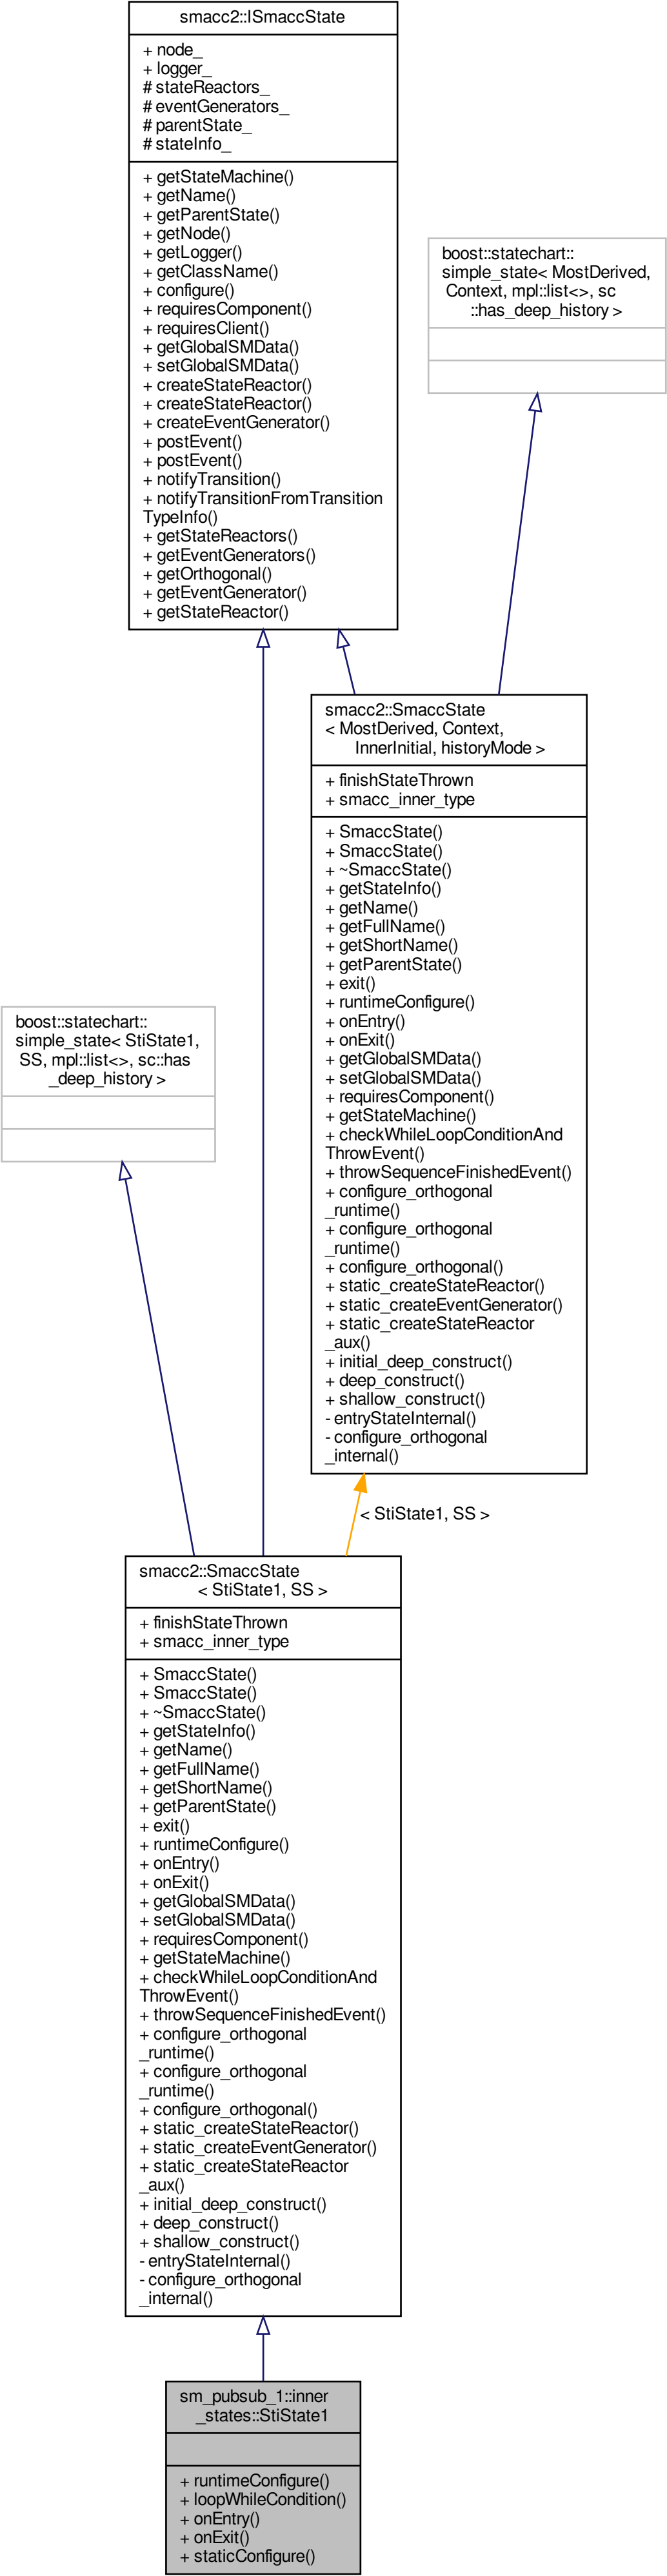 smacc2::ISmaccState
+ node_
+ logger_
# stateReactors_
# eventGenerators_
# parentState_
# stateInfo_
+ getStateMachine()
+ getName()
+ getParentState()
+ getNode()
+ getLogger()
+ getClassName()
+ configure()
+ requiresComponent()
+ requiresClient()
+ getGlobalSMData()
+ setGlobalSMData()
+ createStateReactor()
+ createStateReactor()
+ createEventGenerator()
+ postEvent()
+ postEvent()
+ notifyTransition()
+ notifyTransitionFromTransition
TypeInfo()
+ getStateReactors()
+ getEventGenerators()
+ getOrthogonal()
+ getEventGenerator()
+ getStateReactor()
boost::statechart::
simple_state< MostDerived,
Context, mpl::list<>, sc
::has_deep_history >
smacc2::SmaccState
< MostDerived, Context,
InnerInitial, historyMode >
+ finishStateThrown
+ smacc_inner_type
+ SmaccState()
+ SmaccState()
+ ~SmaccState()
+ getStateInfo()
+ getName()
+ getFullName()
+ getShortName()
+ getParentState()
+ exit()
+ runtimeConfigure()
+ onEntry()
+ onExit()
+ getGlobalSMData()
+ setGlobalSMData()
+ requiresComponent()
+ getStateMachine()
+ checkWhileLoopConditionAnd
ThrowEvent()
+ throwSequenceFinishedEvent()
+ configure_orthogonal
_runtime()
+ configure_orthogonal
_runtime()
+ configure_orthogonal()
+ static_createStateReactor()
+ static_createEventGenerator()
+ static_createStateReactor
_aux()
+ initial_deep_construct()
+ deep_construct()
+ shallow_construct()
- entryStateInternal()
- configure_orthogonal
_internal()
boost::statechart::
simple_state< StiState1,
SS, mpl::list<>, sc::has
_deep_history >
< StiState1, SS >
smacc2::SmaccState
< StiState1, SS >
+ finishStateThrown
+ smacc_inner_type
+ SmaccState()
+ SmaccState()
+ ~SmaccState()
+ getStateInfo()
+ getName()
+ getFullName()
+ getShortName()
+ getParentState()
+ exit()
+ runtimeConfigure()
+ onEntry()
+ onExit()
+ getGlobalSMData()
+ setGlobalSMData()
+ requiresComponent()
+ getStateMachine()
+ checkWhileLoopConditionAnd
ThrowEvent()
+ throwSequenceFinishedEvent()
+ configure_orthogonal
_runtime()
+ configure_orthogonal
_runtime()
+ configure_orthogonal()
+ static_createStateReactor()
+ static_createEventGenerator()
+ static_createStateReactor
_aux()
+ initial_deep_construct()
+ deep_construct()
+ shallow_construct()
- entryStateInternal()
- configure_orthogonal
_internal()
sm_pubsub_1::inner
_states::StiState1
+ runtimeConfigure()
+ loopWhileCondition()
+ onEntry()
+ onExit()
+ staticConfigure()